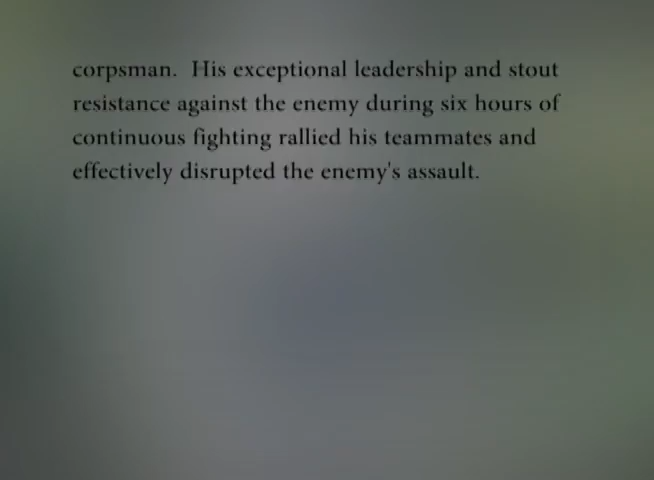 corpsman.  His exceptional leadership and stout
resistance against the enemy during six hours of
continuous fighting rallied his teammates and
effectively disrupted the enemy's assault.